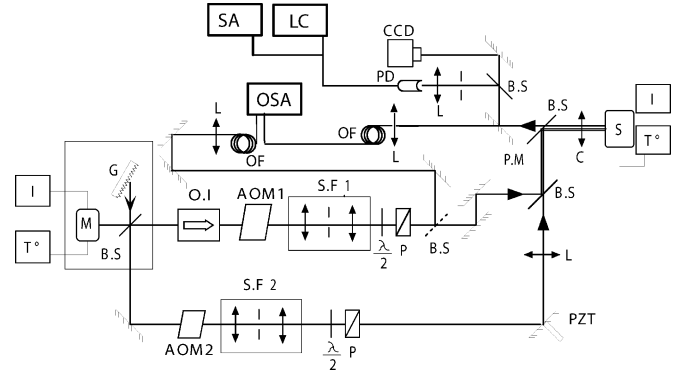 SA
LC
CCD
PD
B.S
L
OSA
L
OF
OF
L
B.S
P.M
C
S
I
T°
G
I
M
T°
B.S
O.I
AOM1
S.F 1
λ/2
P
B.S
B.S
L
S.F 2
AOM2
λ/2
P
PZT